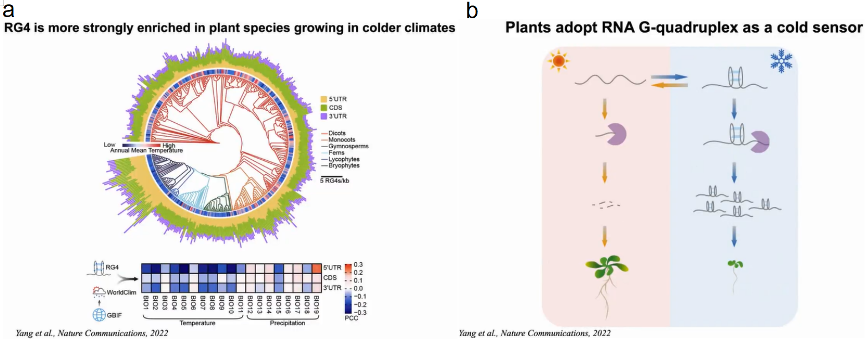 a
RG4 is more strongly enriched in plant species growing in colder climates
5'UTR
CDS
3'UTR
Low
High
Annual Mean Temperature
Dicots
Monocots
Gymnosperms
Ferns
Lycophytes
Bryophytes
5 RG4s/kb
RG4
WorldClim
GBIF
5'UTR
CDS
3'UTR
BIO1
BIO2
BIO3
BIO4
BIO5
BIO6
BIO7
BIO8
BIO9
BIO10
BIO11
BIO12
BIO13
BIO14
BIO15
BIO16
BIO17
BIO18
BIO19
Temperature
Precipitation
0.3
0.2
0.1
0.0
-0.1
-0.2
-0.3
PCC
Yang et al., Nature Communications, 2022
b
Plants adopt RNA G-quadruplex as a cold sensor
Yang et al., Nature Communications, 2022